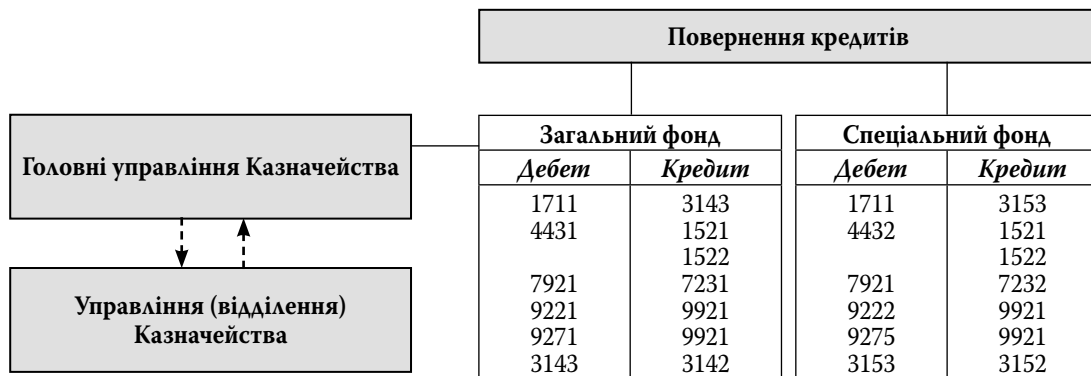 Повернення кредитів
Головні управління Казначейства
Управління (відділення)
Казначейства
Загальний фонд Спеціальний фонд
Дебет Кредит Дебет Кредит
1711 3143 1711 3153
4431 1521 4432 1521
1522 1522
7921 7231 7921 7232
9221 9921 9222 9921
9271 9921 9275 9921
3143 3142 3153 3152